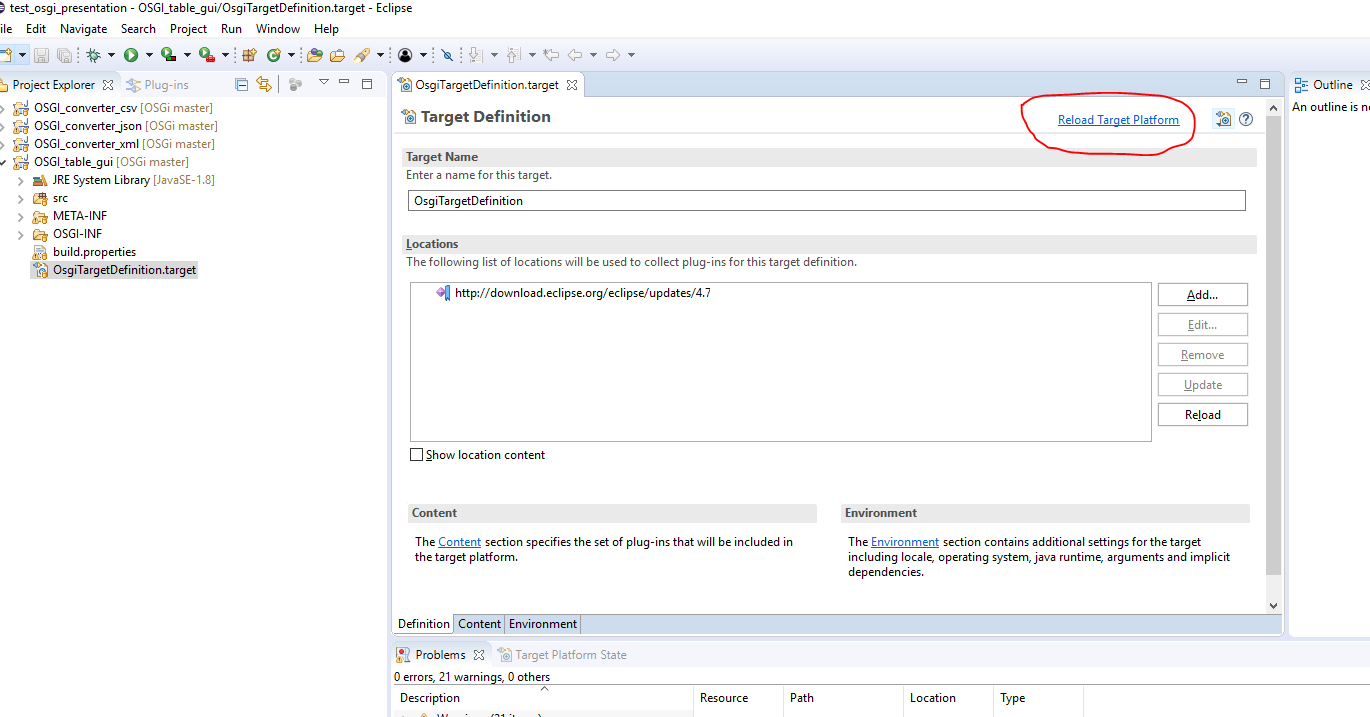 test_osgi_presentation - OSGI_table_gui/OsgiTargetDefinition.target - Eclipse
ile Edit Navigate Search Project Run Window Help
Project Explorer
Plug-ins
OSGI_converter_csv [OSGi master]
OSGI_converter_json [OSGi master]
OSGI_converter_xml [OSGi master]
OSGI_table_gui [OSGi master]
JRE System Library [JavaSE-1.8]
src
META-INF
OSGI-INF
build.properties
OsgiTargetDefinition.target
OsgiTargetDefinition.target
Target Definition
Reload Target Platform
Target Name
Enter a name for this target.
OsgiTargetDefinition
Locations
The following list of locations will be used to collect plug-ins for this target definition.
http://download.eclipse.org/eclipse/updates/4.7
Add...
Edit...
Remove
Update
Reload
Show location content
Content
The Content section specifies the set of plug-ins that will be included in
the target platform.
Environment
The Environment section contains additional settings for the target
including locale, operating system, java runtime, arguments and implicit
dependencies.
Definition Content Environment
Outline
An outline is n
Problems
Target Platform State
0 errors, 21 warnings, 0 others
Description Resource Path Location Type